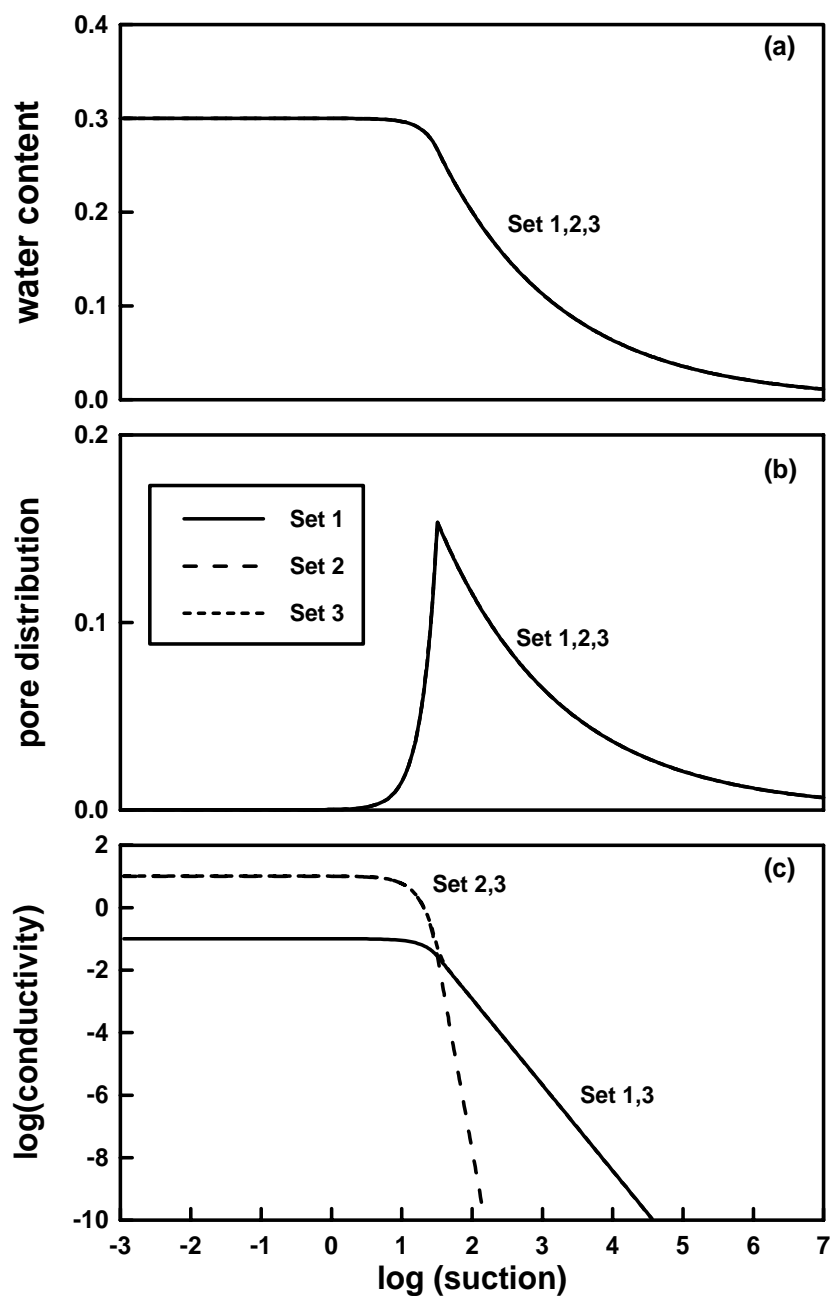 0.4
(a)
0.3
water content
Set 1,2,3
0.2
0.1
0.0
0.2
(b)
Set 1
Set 2
Set 3
pore distribution
0.1
Set 1,2,3
0.0
2
(c)
Set 2,3
0
-2
log(conductivity)
-4
-6
Set 1,3
-8
-10
-3 -2 -1 0 1 2 3 4 5 6 7
log (suction)